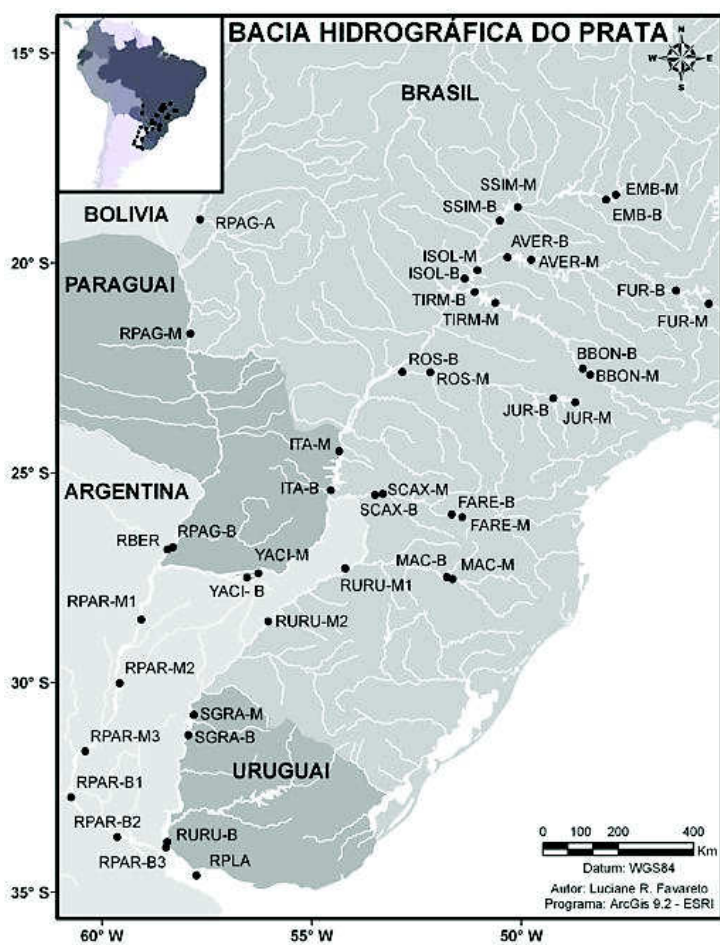 BACIA HIDROGRÁFICA DO PRATA
15° S
N
W E
S
BRASIL
EMB-M
SSIM-M
SSIM-B
EMB-B
BOLIVIA
RPAG-A
AVER-B
ISOL-M
AVER-M
20° S
ISOL-B
PARAGUAI
FUR-B
TIRM-B
TIRM-M
FUR-M
RPAG-M
BBON-B
ROS-B
ROS-M
BBON-M
JUR-B
JUR-M
ITA-M
25° S
ARGENTINA
ITA-B
SCAX-M
SCAX-B
FARE-B
FARE-M
RPAG-B
RBER
YACI-M
MAC-B
MAC-M
YACI- B
RURU-M1
RPAR-M1
RURU-M2
RPAR-M2
30° S
SGRA-M
RPAR-M3
SGRA-B
URUGUAI
RPAR-B1
RPAR-B2
RURU-B
RPAR-B3
RPLA
0 100 200 400
Km
Datum: WGS84
Autor: Luciane R. Favareto
Programa: ArcGis 9.2 - ESRI
35° S
60° W 55° W 50° W